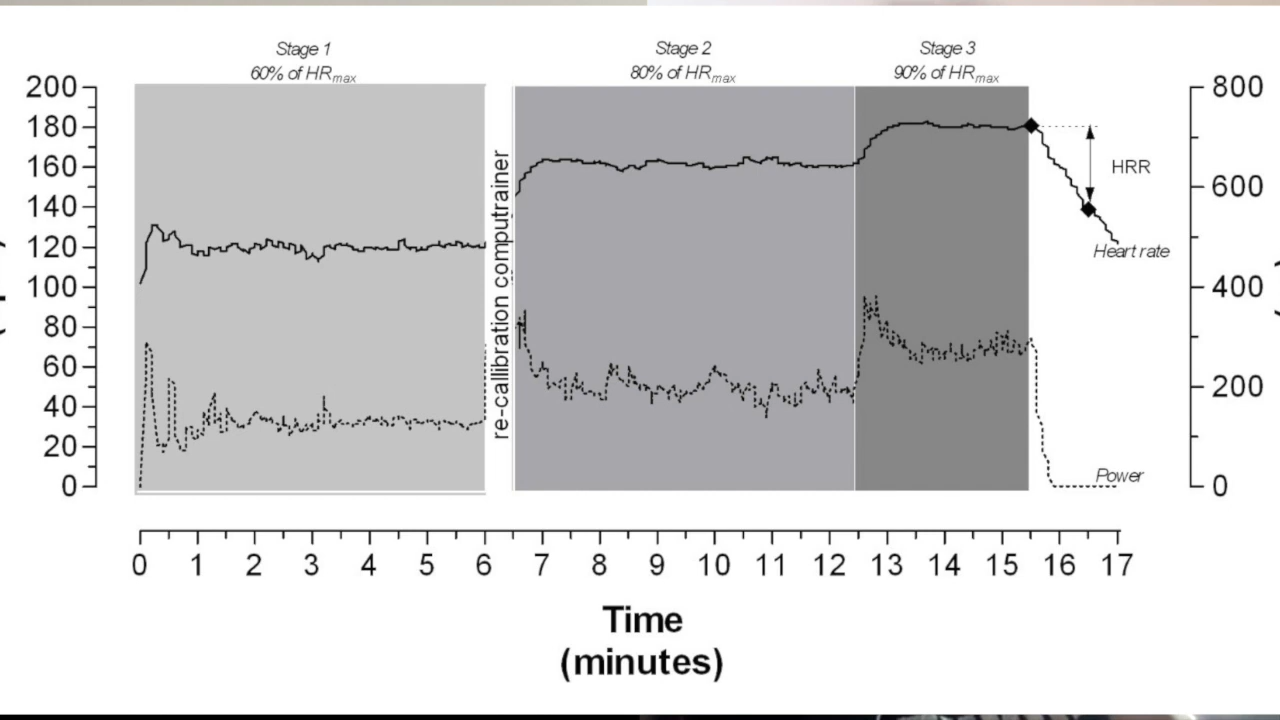 Stage 1
60% of HRmax
Stage 2
80% of HRmax
Stage 3
90% of HRmax
200
180
160
140
120
100
80
60
40
20
0
re-callibration computrainer
HRR
Heart rate
Power
800
600
400
200
0
0 1 2 3 4 5 6 7 8 9 10 11 12 13 14 15 16 17
Time
(minutes)